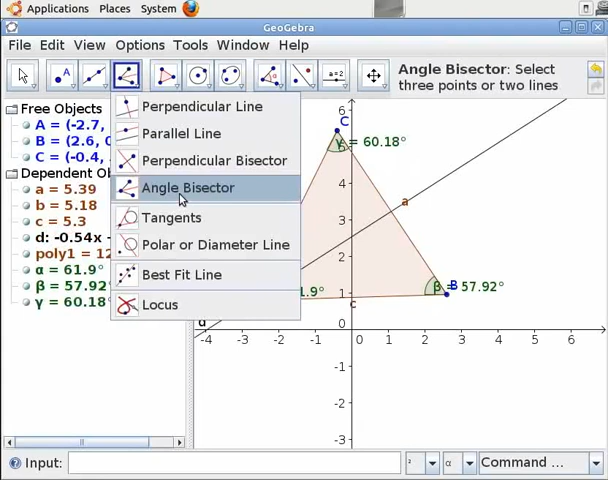 Applications Places System
GeoGebra
File Edit View Options Tools Window Help
A a=2 Angle Bisector: Select
three points or two lines
Free Objects
A = (-2.7,
B = (2.6, 0
C = (-0.4,
Dependent Ob
a = 5.39
b = 5.18
c = 5.3
d: -0.54x
poly1 = 12
α = 61.9°
β = 57.92°
γ = 60.18°
Perpendicular Line
Parallel Line
Perpendicular Bisector
Angle Bisector
Tangents
Polar or Diameter Line
Best Fit Line
Locus
6
C
γ = 60.18°
4
a
3
2
1
1.9°
β = 57.92°
B
c
d
0
-4 -3 -2 -1 0 1 2 3 4 5 6
-1
-2
-3
Input: ² α Command ...